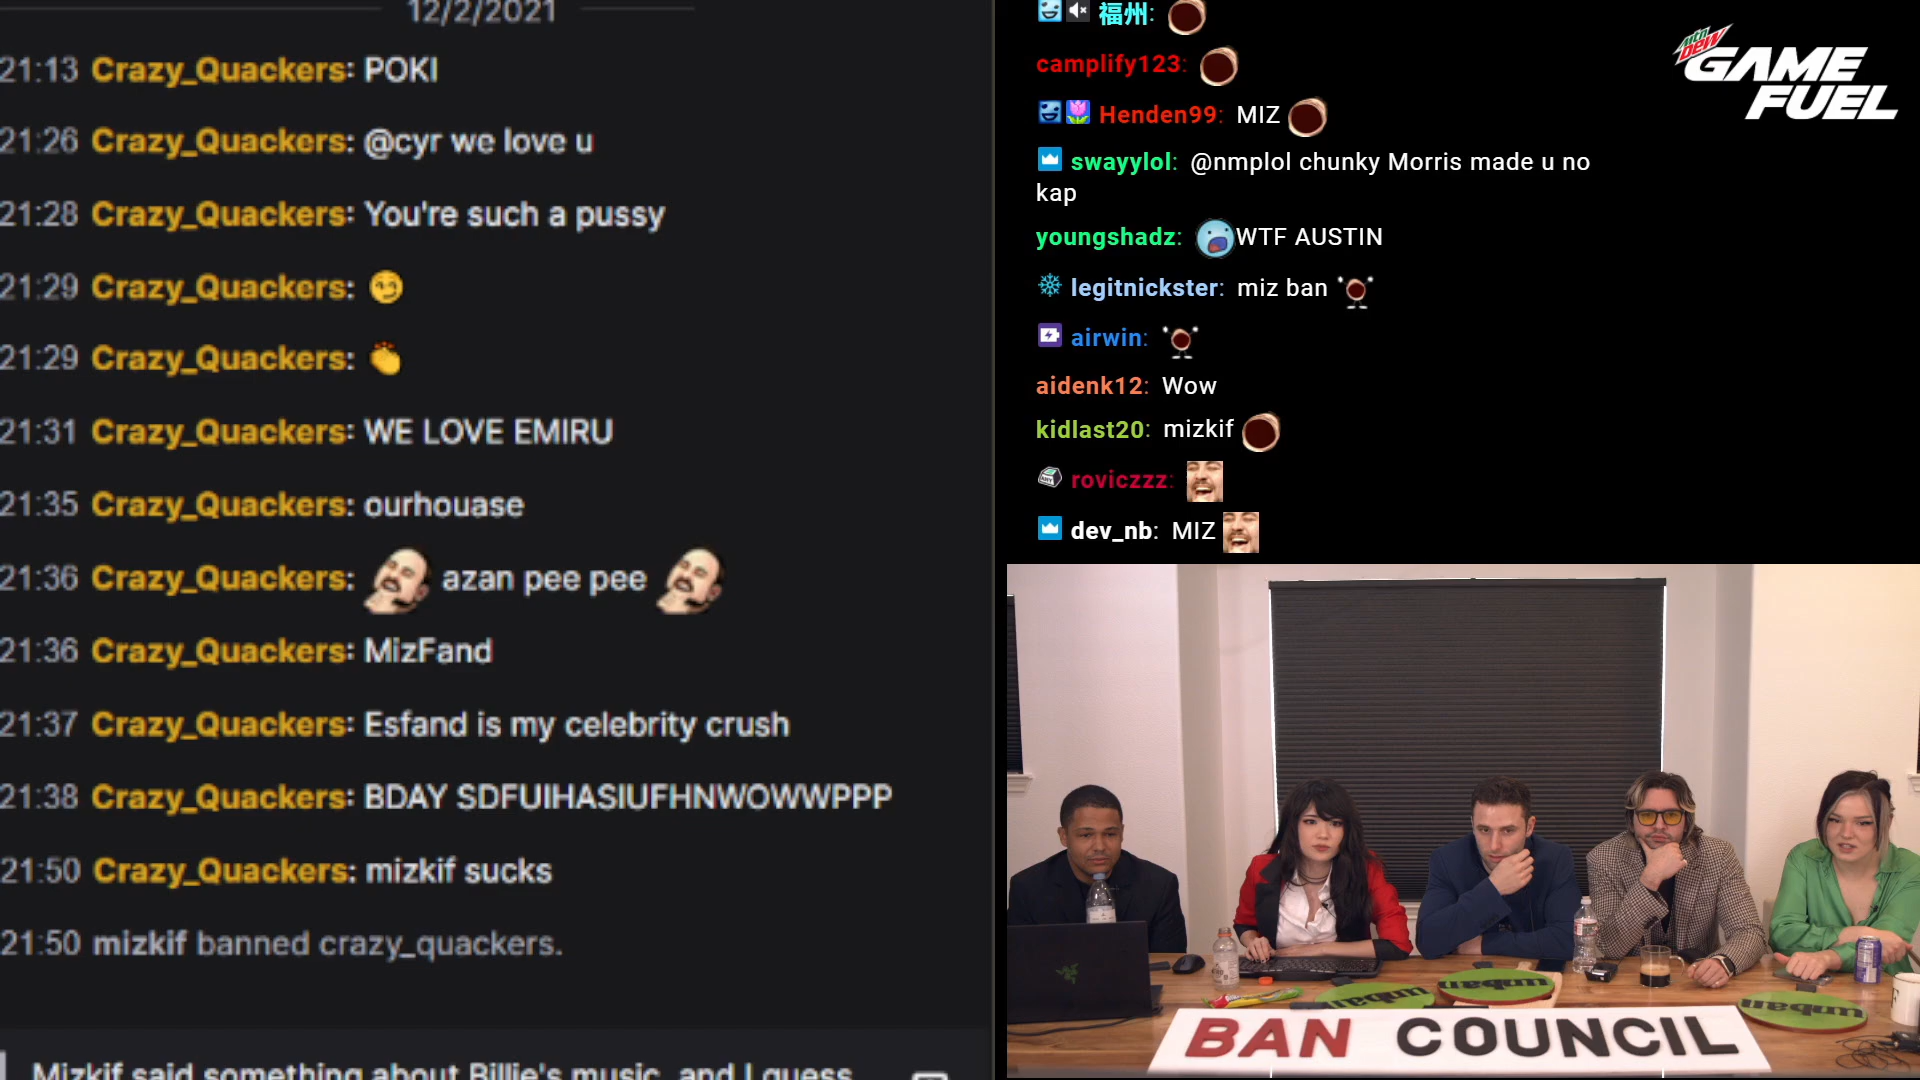 12/2/2021
21:13 Crazy_Quackers: POKI
21:26 Crazy_Quackers: @cyr we love u
21:28 Crazy_Quackers: You're such a pussy
21:29 Crazy_Quackers: 😏
21:29 Crazy_Quackers: 👏
21:31 Crazy_Quackers: WE LOVE EMIRU
21:35 Crazy_Quackers: ourhouase
21:36 Crazy_Quackers: azan pee pee
21:36 Crazy_Quackers: MizFand
21:37 Crazy_Quackers: Esfand is my celebrity crush
21:38 Crazy_Quackers: BDAY SDFUIHASIUFHNWOWWPPP
21:50 Crazy_Quackers: mizkif sucks
21:50 mizkif banned crazy_quackers.
Mizkif said something about Billie's music, and I guess
福州:
camplify123:
Henden99: MIZ
swayylol: @nmplol chunky Morris made u no
kap
youngshadz: WTF AUSTIN
legitnickster: miz ban
airwin:
aidenk12: Wow
kidlast20: mizkif
roviczzz:
dev_nb: MIZ
mtn
DEW
GAME
FUEL
unban
unban
unban
BAN COUNCIL